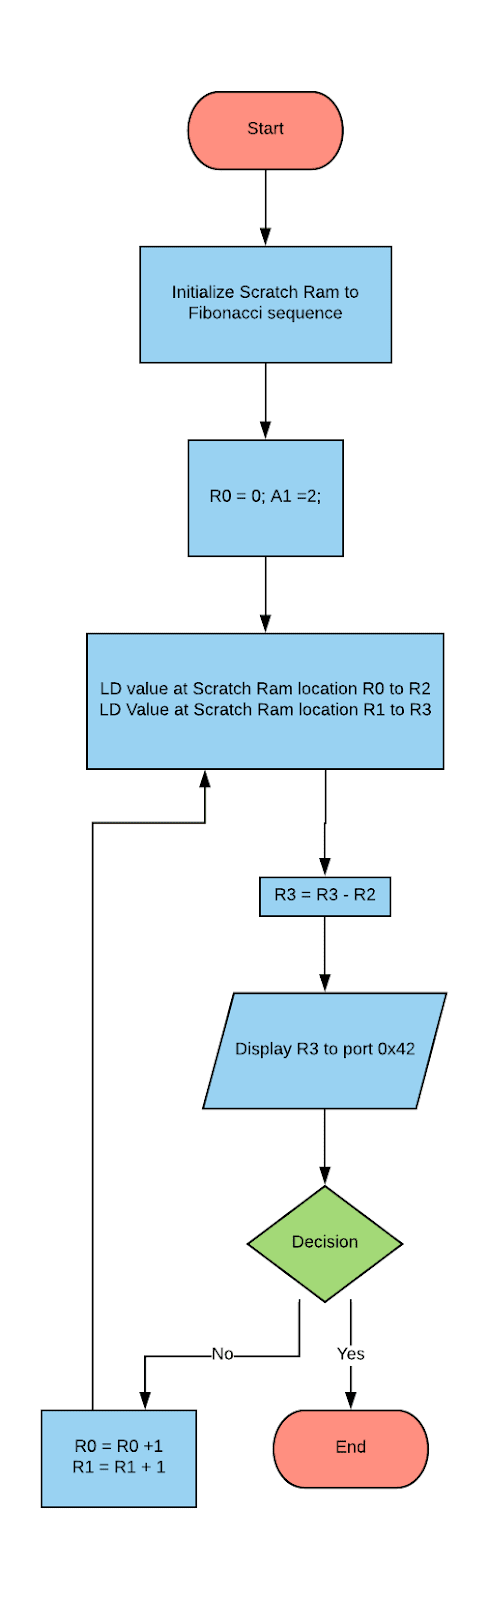 Start
Initialize Scratch Ram to
Fibonacci sequence
R0 = 0; A1 =2;
LD value at Scratch Ram location R0 to R2
LD Value at Scratch Ram location R1 to R3
R3 = R3 - R2
Display R3 to port 0x42
Decision
No
Yes
R0 = R0 +1
R1 = R1 + 1
End